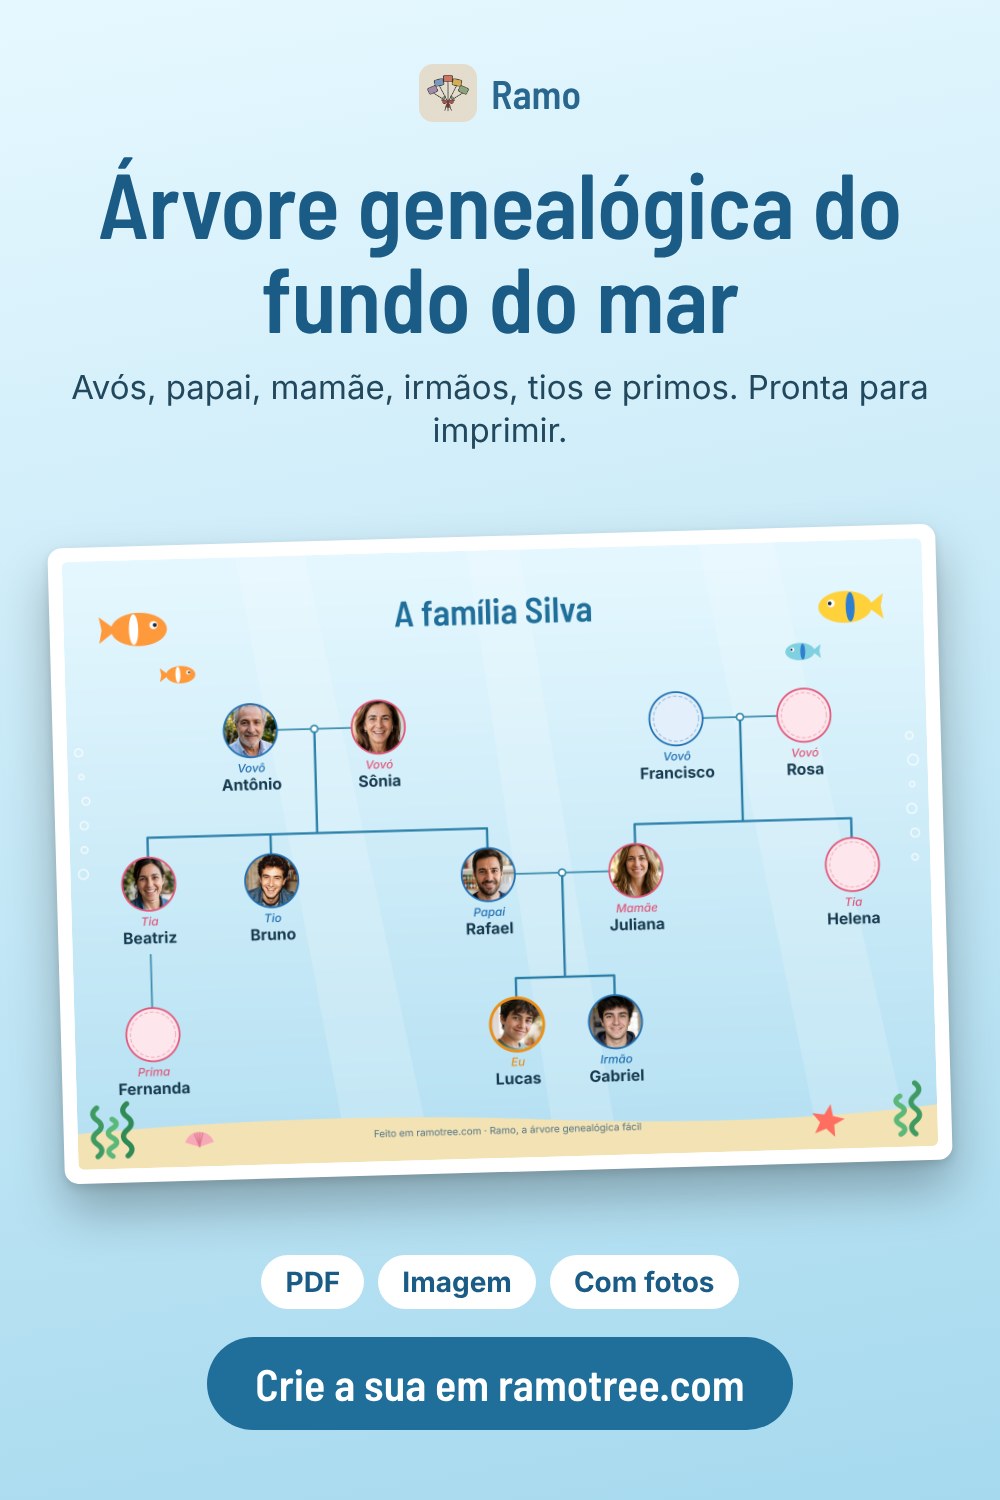 Ramo
Árvore genealógica do
fundo do mar
Avós, papai, mamãe, irmãos, tios e primos. Pronta para
imprimir.
A família Silva
Vovô
Antônio
Vovó
Sônia
Vovô
Francisco
Vovó
Rosa
Tia
Beatriz
Tio
Bruno
Papai
Rafael
Mamãe
Juliana
Tia
Helena
Prima
Fernanda
Eu
Lucas
Irmão
Gabriel
Feito em ramotree.com · Ramo, a árvore genealógica fácil
PDF
Imagem
Com fotos
Crie a sua em ramotree.com